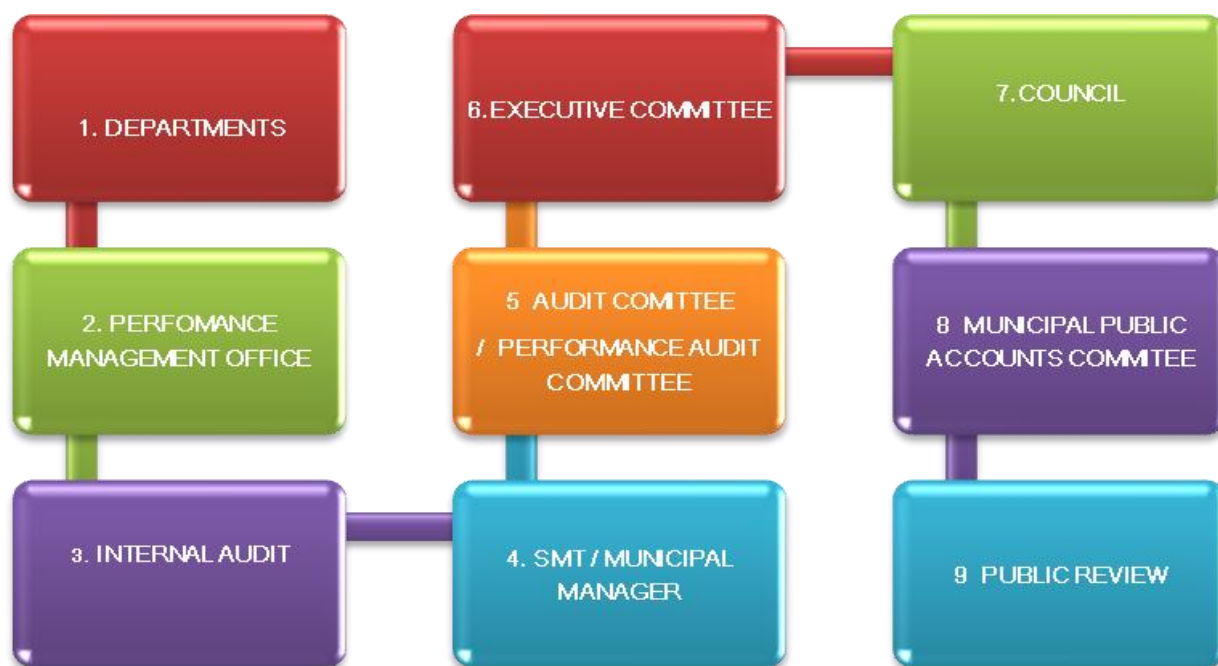 1. DEPARTMENTS
2. PERFOMANCE
MANAGEMENT OFFICE
3. INTERNAL AUDIT
4. SMT / MUNICIPAL
MANAGER
5 AUDIT COMITTEE
/ PERFORMANCE AUDIT
COMMITTEE
6.EXECUTIVE COMMITTEE
7. COUNCIL
8 MUNICIPAL PUBLIC
ACCOUNTS COMMITEE
9 PUBLIC REVIEW